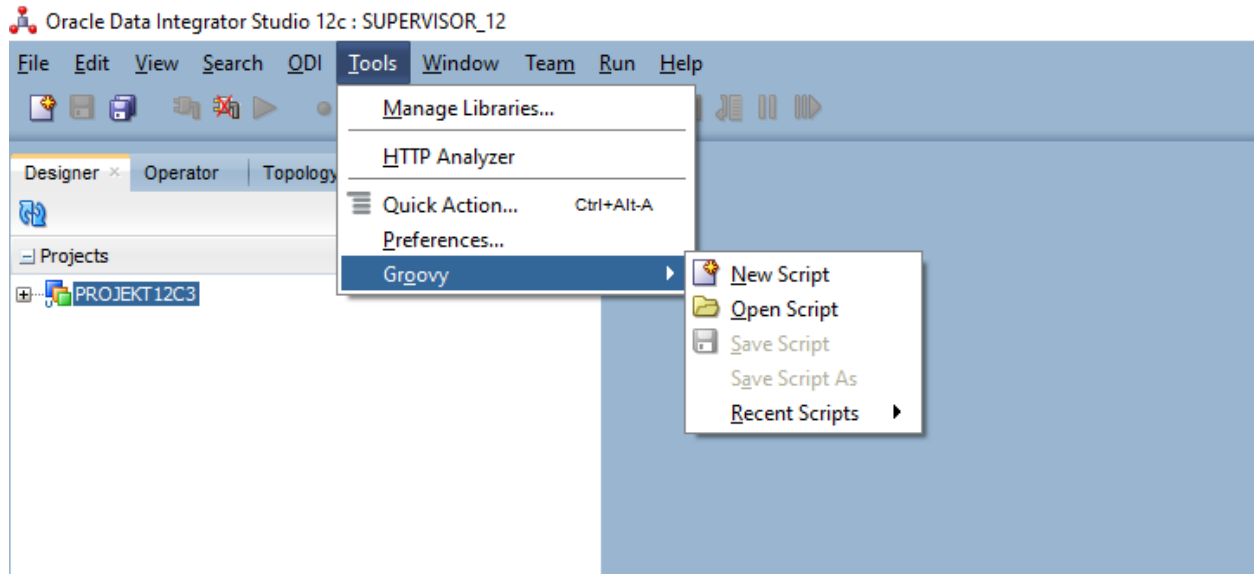 Oracle Data Integrator Studio 12c : SUPERVISOR_12
File Edit View Search ODI Tools Window Team Run Help
Manage Libraries...
HTTP Analyzer
Designer × Operator Topology
Quick Action... Ctrl+Alt-A
Preferences...
Projects
Groovy
New Script
PROJEKT12C3
Open Script
Save Script
Save Script As
Recent Scripts